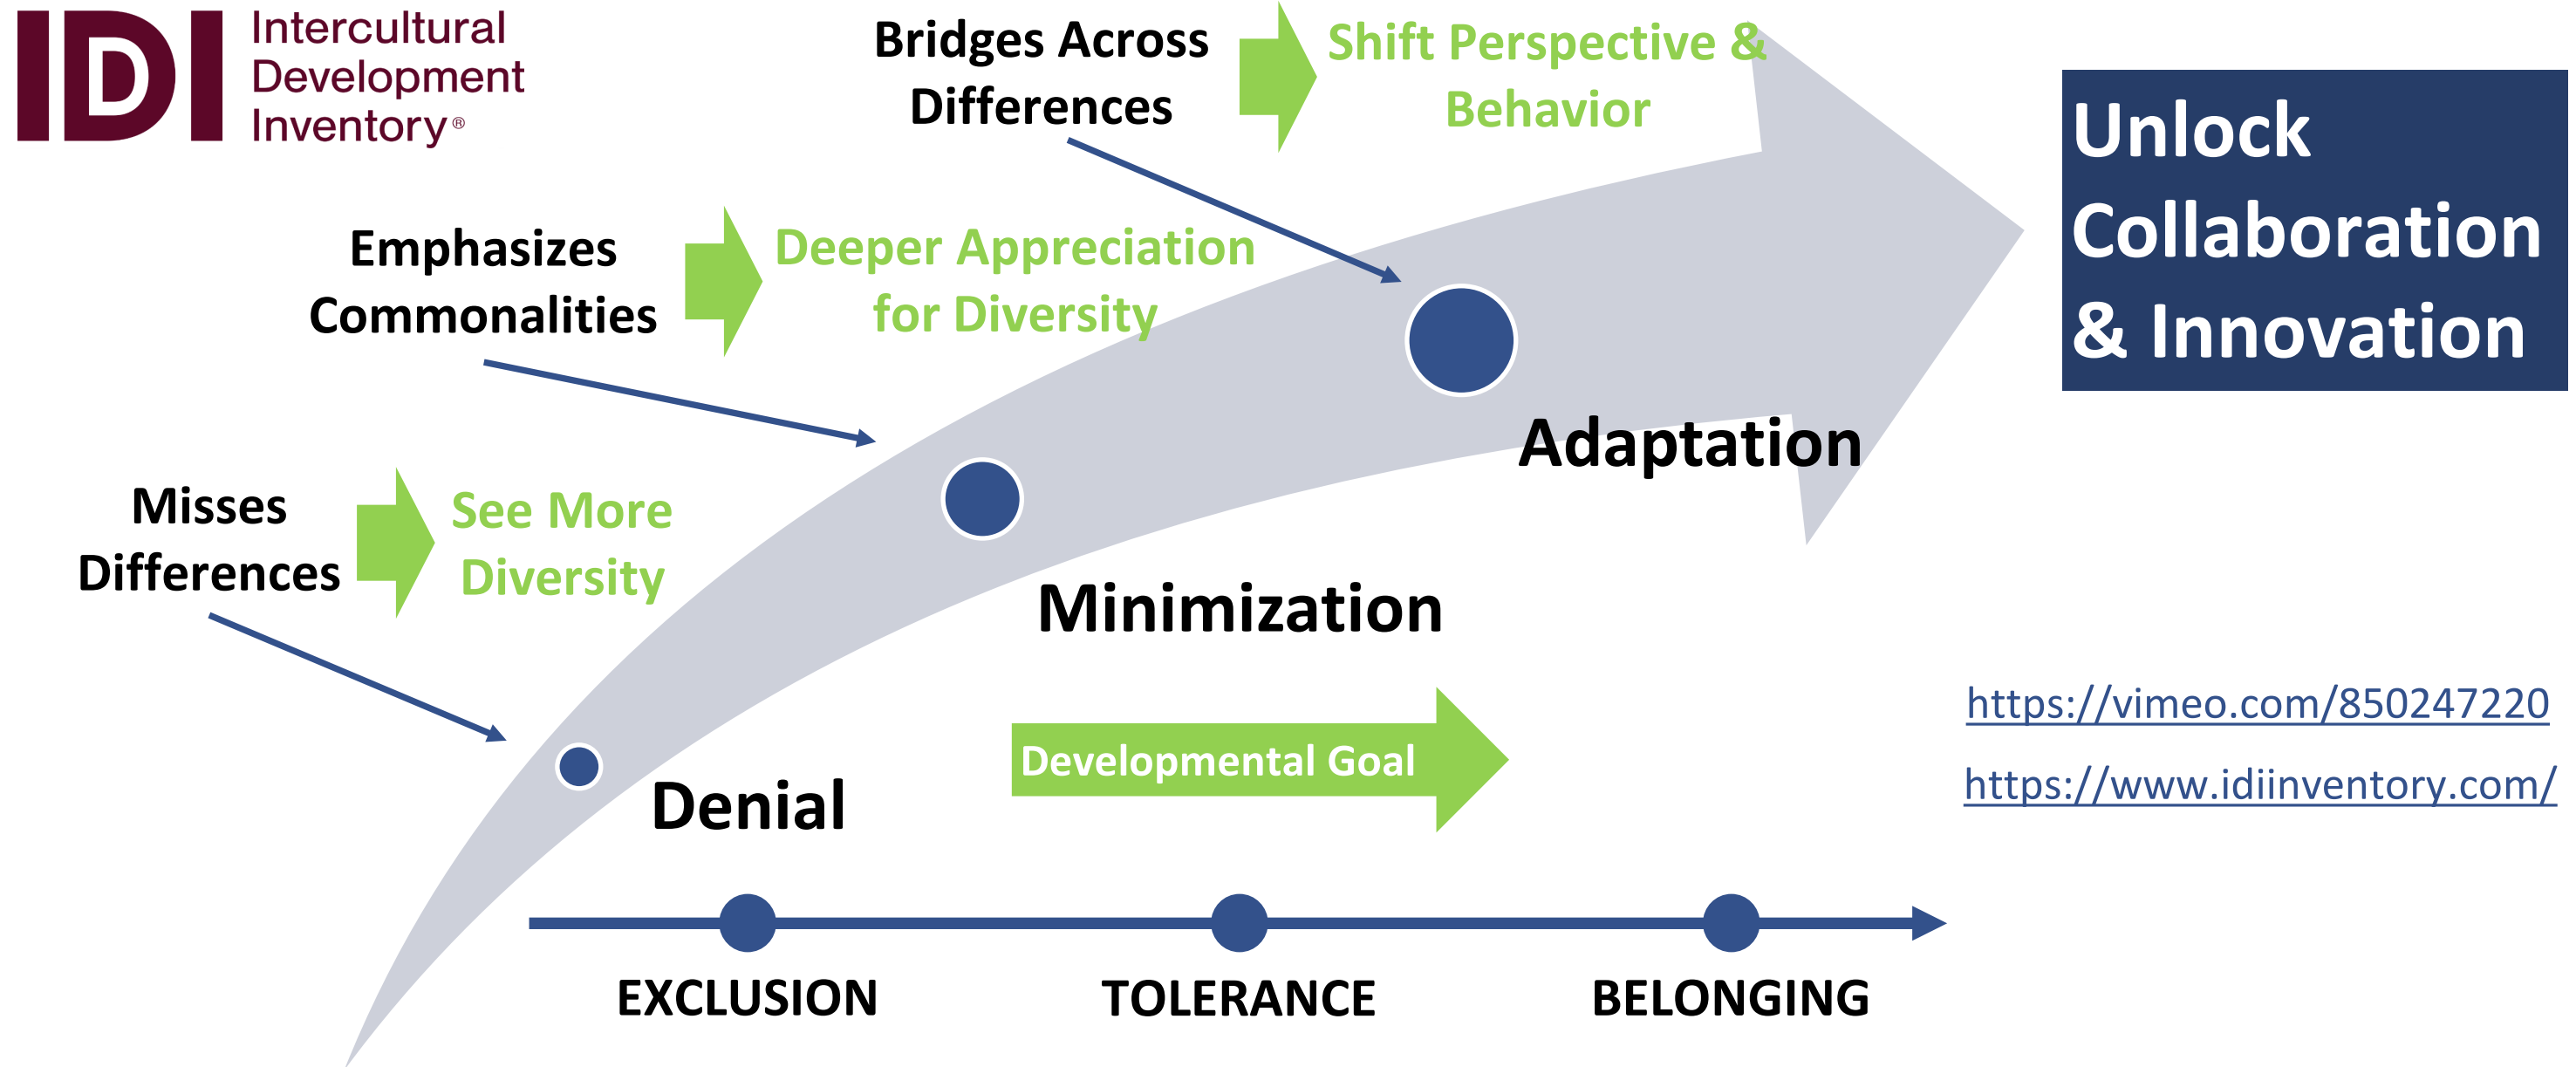 IDI
Intercultural
Development
Inventory®
Bridges Across
Differences
Shift Perspective &
Behavior
Unlock
Collaboration
& Innovation
Emphasizes
Commonalities
Deeper Appreciation
for Diversity
Misses
Differences
See More
Diversity
Adaptation
Minimization
Denial
Developmental Goal
https://vimeo.com/850247220
https://www.idiinventory.com/
EXCLUSION
TOLERANCE
BELONGING